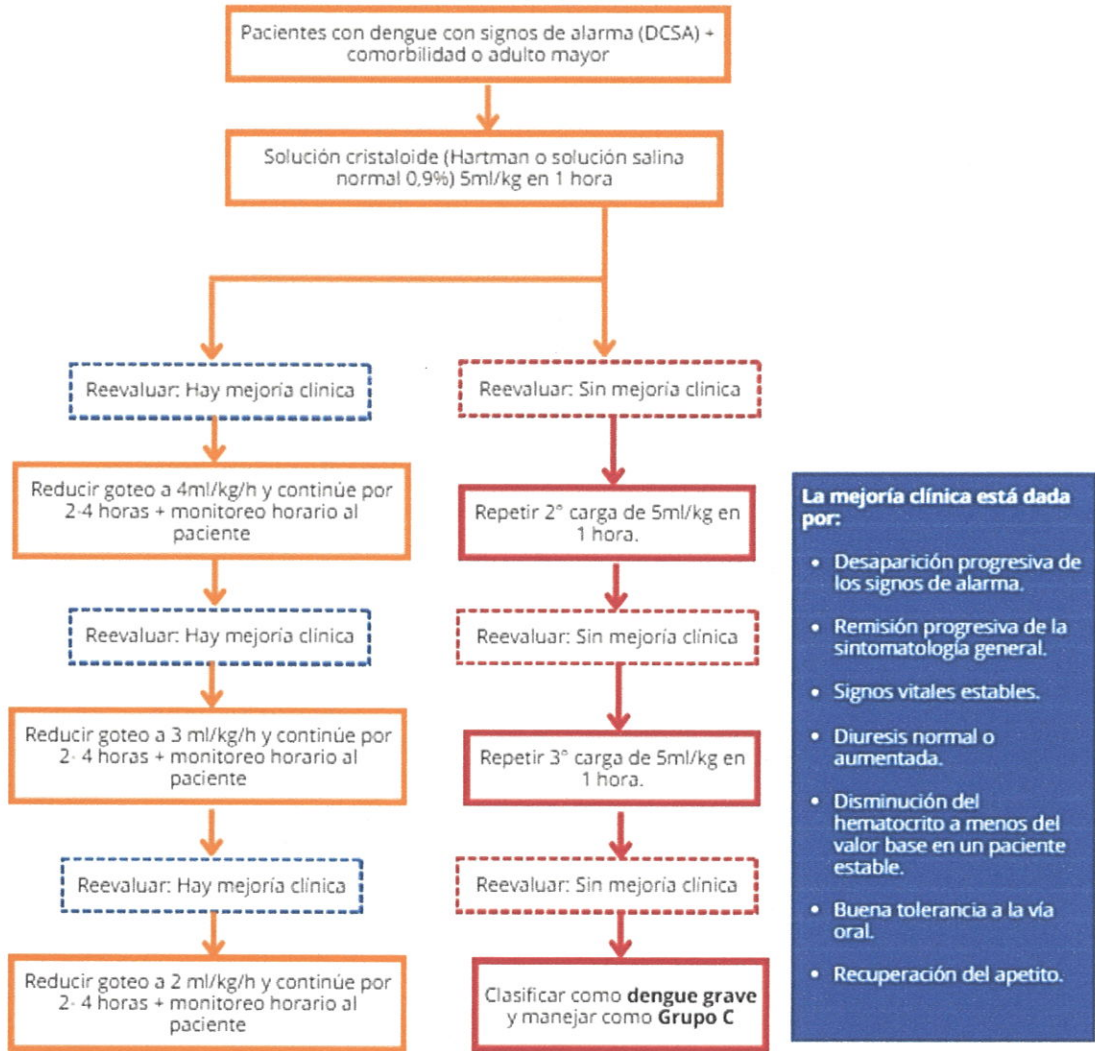 Pacientes con dengue con signos de alarma (DCSA) +
comorbilidad o adulto mayor
Solución cristaloide (Hartman o solución salina
normal 0,9%) 5ml/kg en 1 hora
Reevaluar: Hay mejoría clínica
Reevaluar: Sin mejoría clínica
Reducir goteo a 4ml/kg/h y continúe por
2-4 horas + monitoreo horario al
paciente
Repetir 2° carga de 5ml/kg en
1 hora.
Reevaluar: Hay mejoría clínica
Reevaluar: Sin mejoría clínica
Reducir goteo a 3 ml/kg/h y continúe por
2- 4 horas + monitoreo horario al
paciente
Repetir 3° carga de 5ml/kg en
1 hora.
Reevaluar: Hay mejoría clínica
Reevaluar: Sin mejoría clínica
Reducir goteo a 2 ml/kg/h y continúe por
2- 4 horas + monitoreo horario al
paciente
Clasificar como dengue grave
y manejar como Grupo C
La mejoría clínica está dada
por:
• Desaparición progresiva de
los signos de alarma.
• Remisión progresiva de la
sintomatología general.
• Signos vitales estables.
• Diuresis normal o
aumentada.
• Disminución del
hematocrito a menos del
valor base en un paciente
estable.
• Buena tolerancia a la vía
oral.
• Recuperación del apetito.